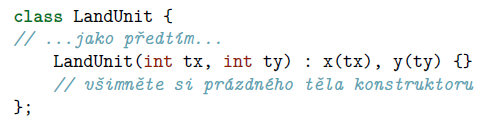 class LandUnit {
// ...jako předtím...
LandUnit(int tx, int ty) : x(tx), y(ty) {}
// všimněte si prázdného těla konstruktoru
};